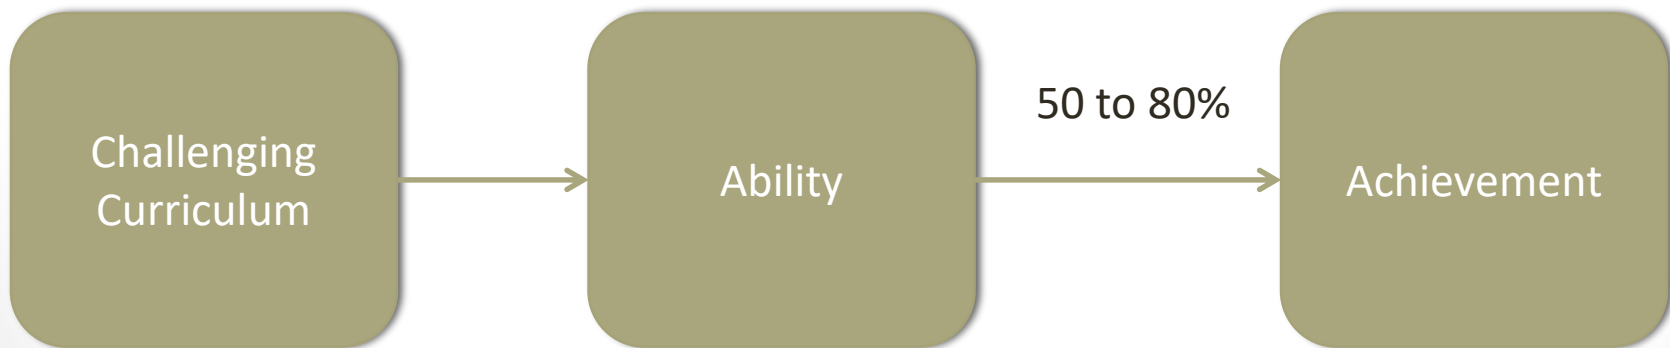 Challenging
Curriculum
Ability
50 to 80%
Achievement